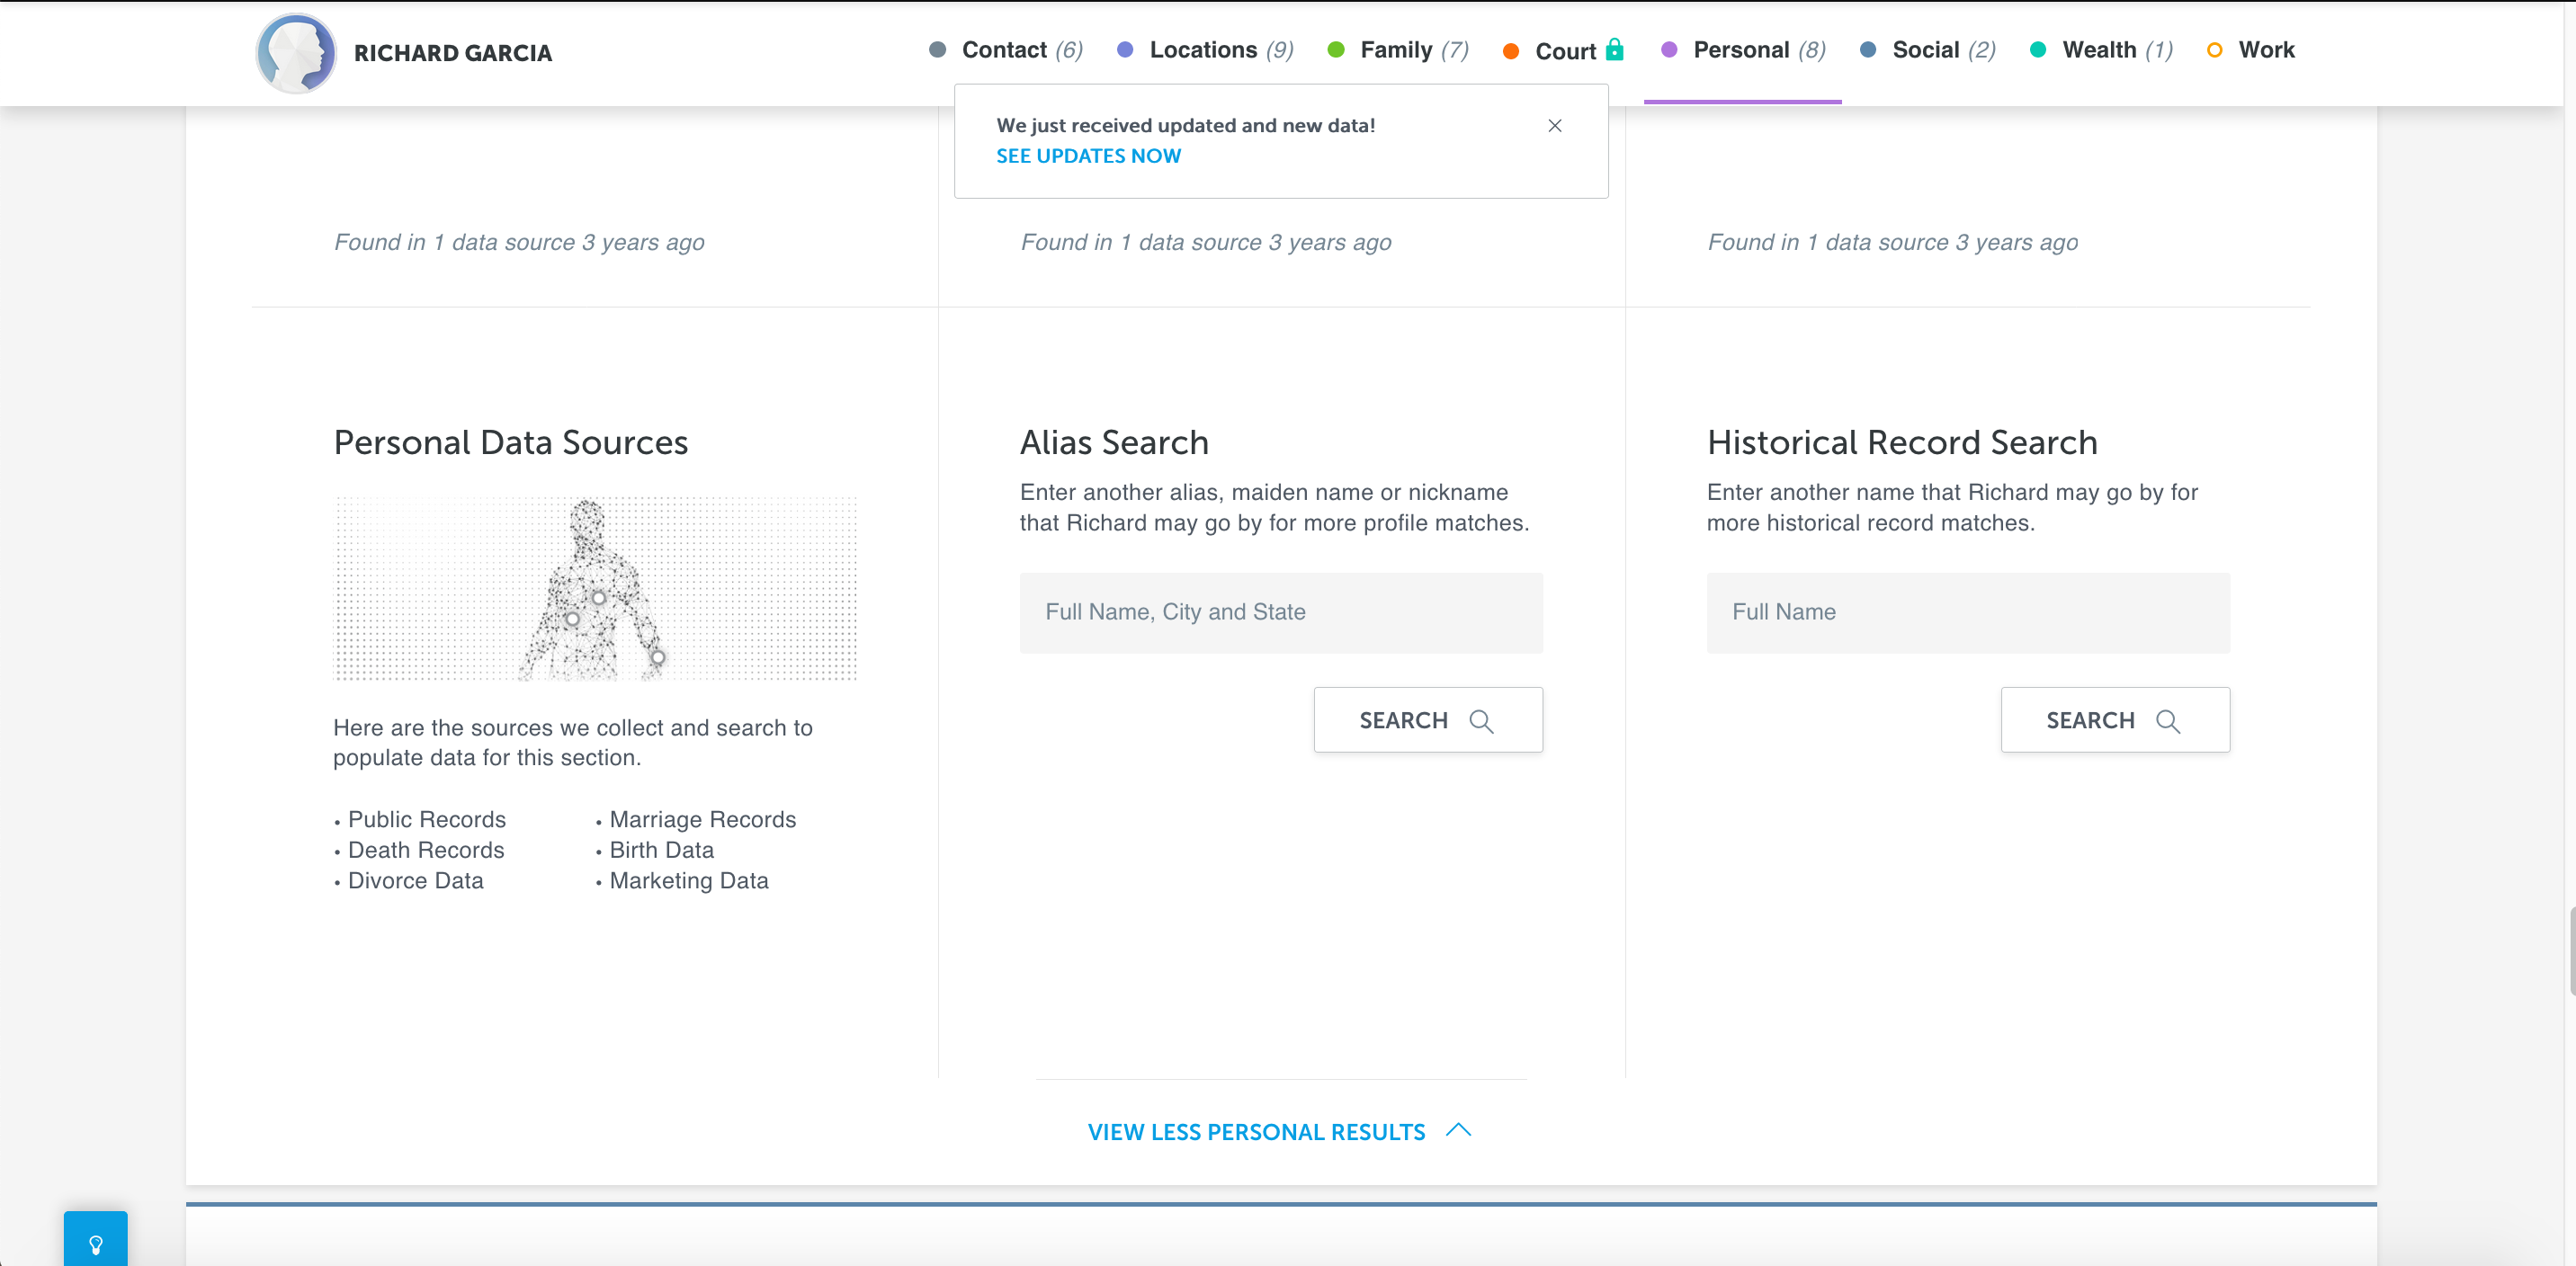 RICHARD GARCIA
Contact (6)
Locations (9)
Family (7)
Court
Personal (8)
Social (2)
Wealth (1)
Work
We just received updated and new data!
SEE UPDATES NOW
Found in 1 data source 3 years ago
Found in 1 data source 3 years ago
Found in 1 data source 3 years ago
Personal Data Sources
Here are the sources we collect and search to
populate data for this section.
• Public Records
• Death Records
• Divorce Data
• Marriage Records
• Birth Data
• Marketing Data
Alias Search
Enter another alias, maiden name or nickname
that Richard may go by for more profile matches.
Full Name, City and State
SEARCH
Historical Record Search
Enter another name that Richard may go by for
more historical record matches.
Full Name
SEARCH
VIEW LESS PERSONAL RESULTS